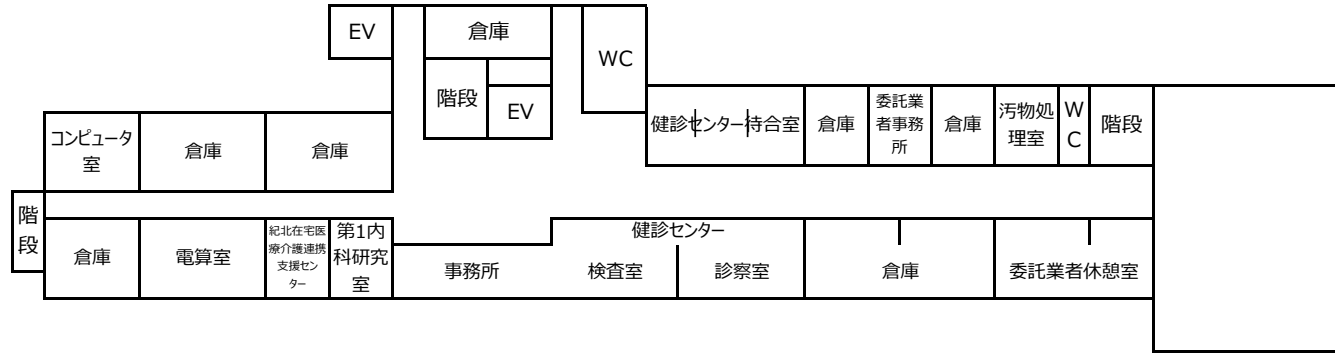 EV
倉庫
WC
階段
EV
健診センター待合室
倉庫
委託業
者事務
所
倉庫
汚物処
理室
W
C
階段
コンピュータ
室
倉庫
倉庫
階
段
倉庫
電算室
紀北在宅医
療介護連携
支援セン
ター
第1内
科研究
室
事務所
健診センター
検査室
診察室
倉庫
委託業者休憩室